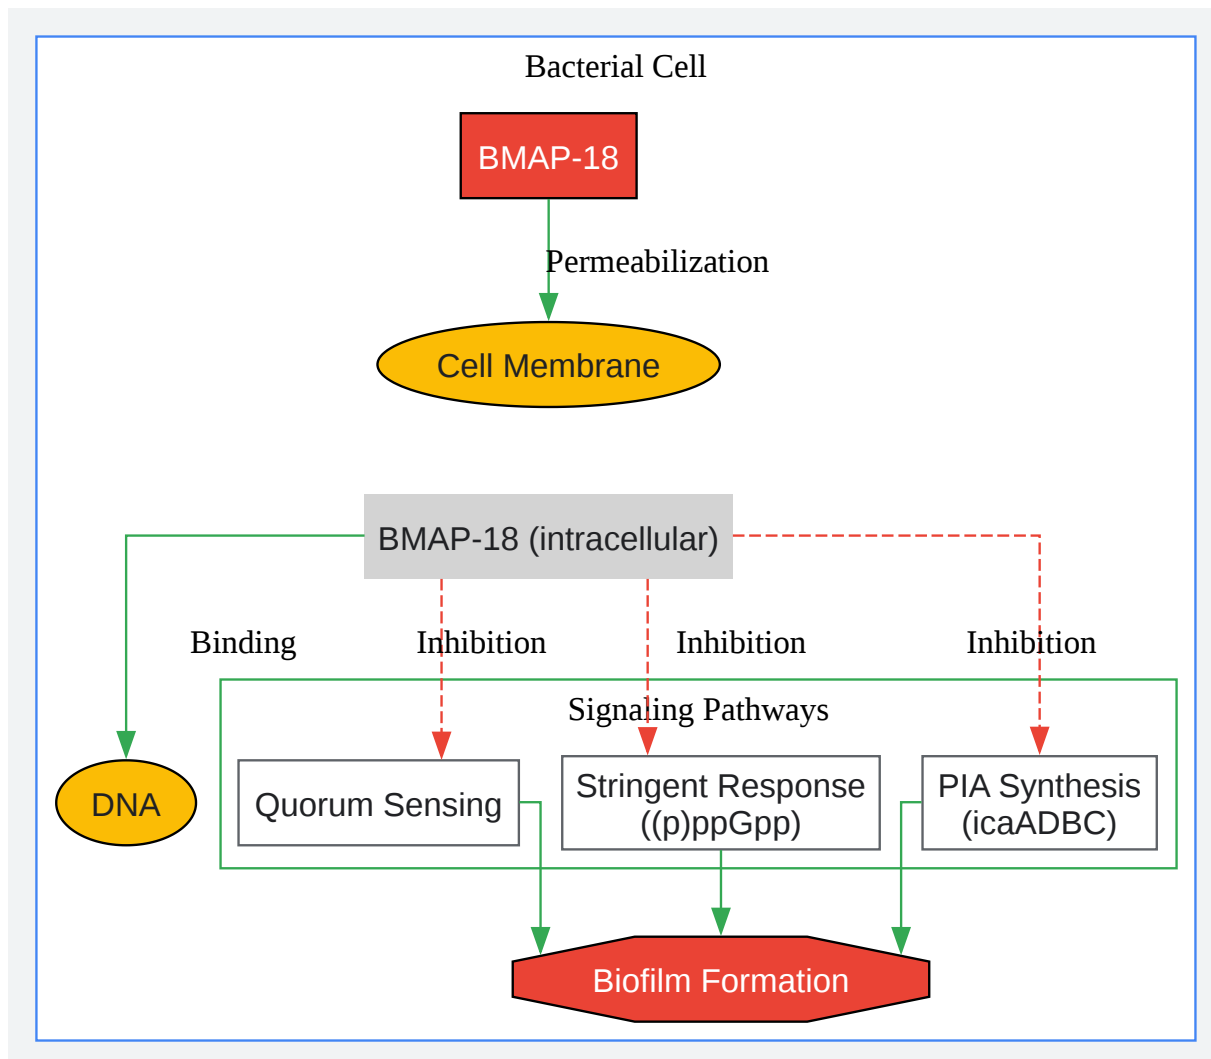 Bacterial Cell
BMAP-18
Permeabilization
Cell Membrane
BMAP-18 (intracellular)
Binding
Inhibition
Inhibition
Inhibition
Signaling Pathways
DNA
Quorum Sensing
Stringent Response
((p)ppGpp)
PIA Synthesis
(icaADBC)
Biofilm Formation